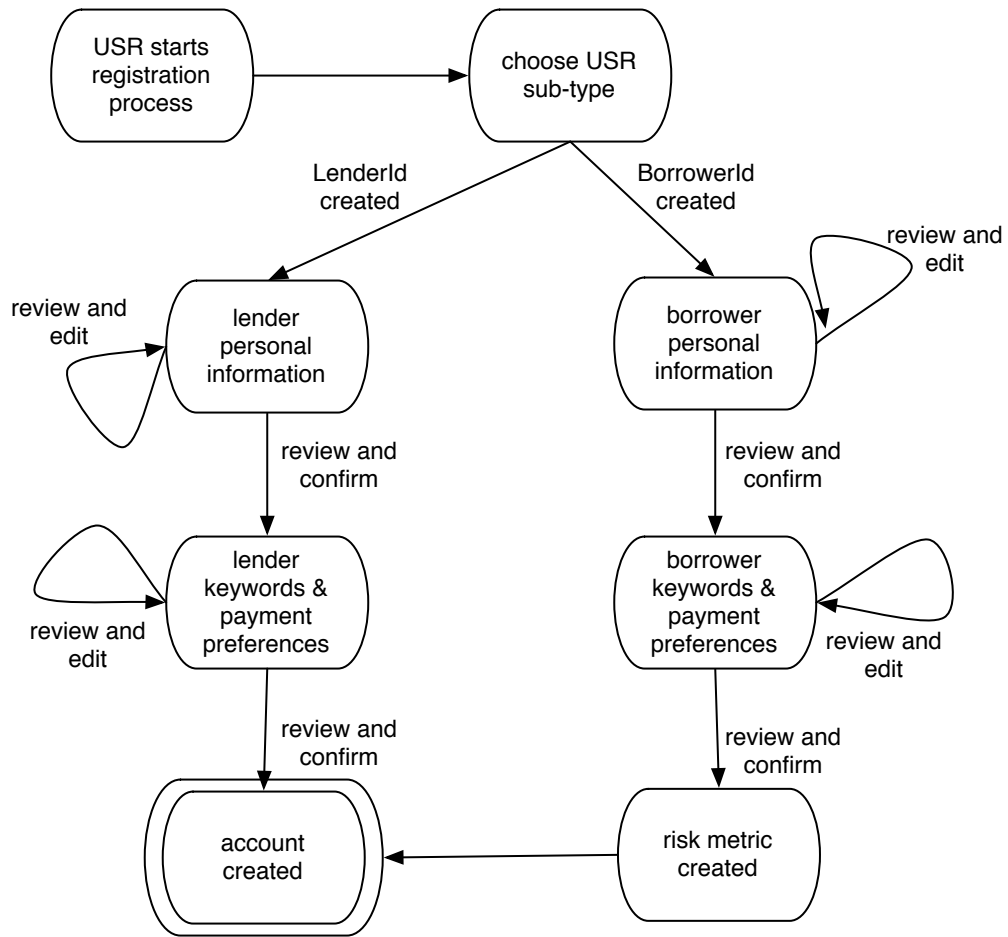 USR starts
registration
process
choose USR
sub-type
LenderId
created
BorrowerId
created
review and
edit
review and
edit
lender
personal
information
borrower
personal
information
review and
confirm
review and
confirm
lender
keywords &
payment
preferences
borrower
keywords &
payment
preferences
review and
edit
review and
edit
review and
confirm
review and
confirm
account
created
risk metric
created